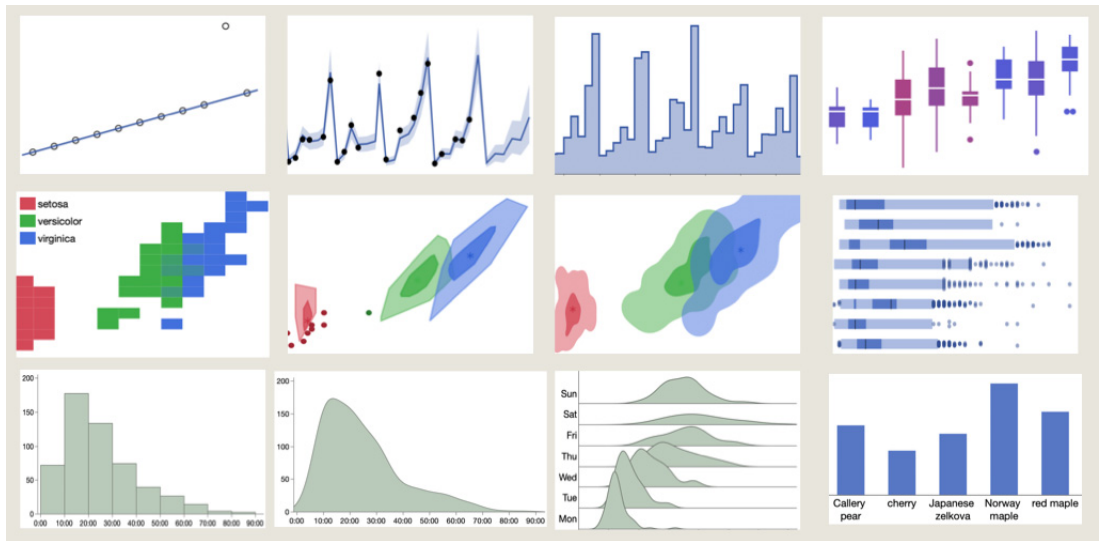 setosa
versicolor
virginica
200
150
100
50
0
0:00 10:00 20:00 30:00 40:00 50:00 60:00 70:00 80:00 90:00
200
150
100
50
0
10:00 20:00 30:00 40:00 50:00 60:00 70:00 80:00 90:00
Sun
Sat
Fri
Thu
Wed
Tue
Mon
Callery cherry Japanese Norway red maple
pear zelkova maple